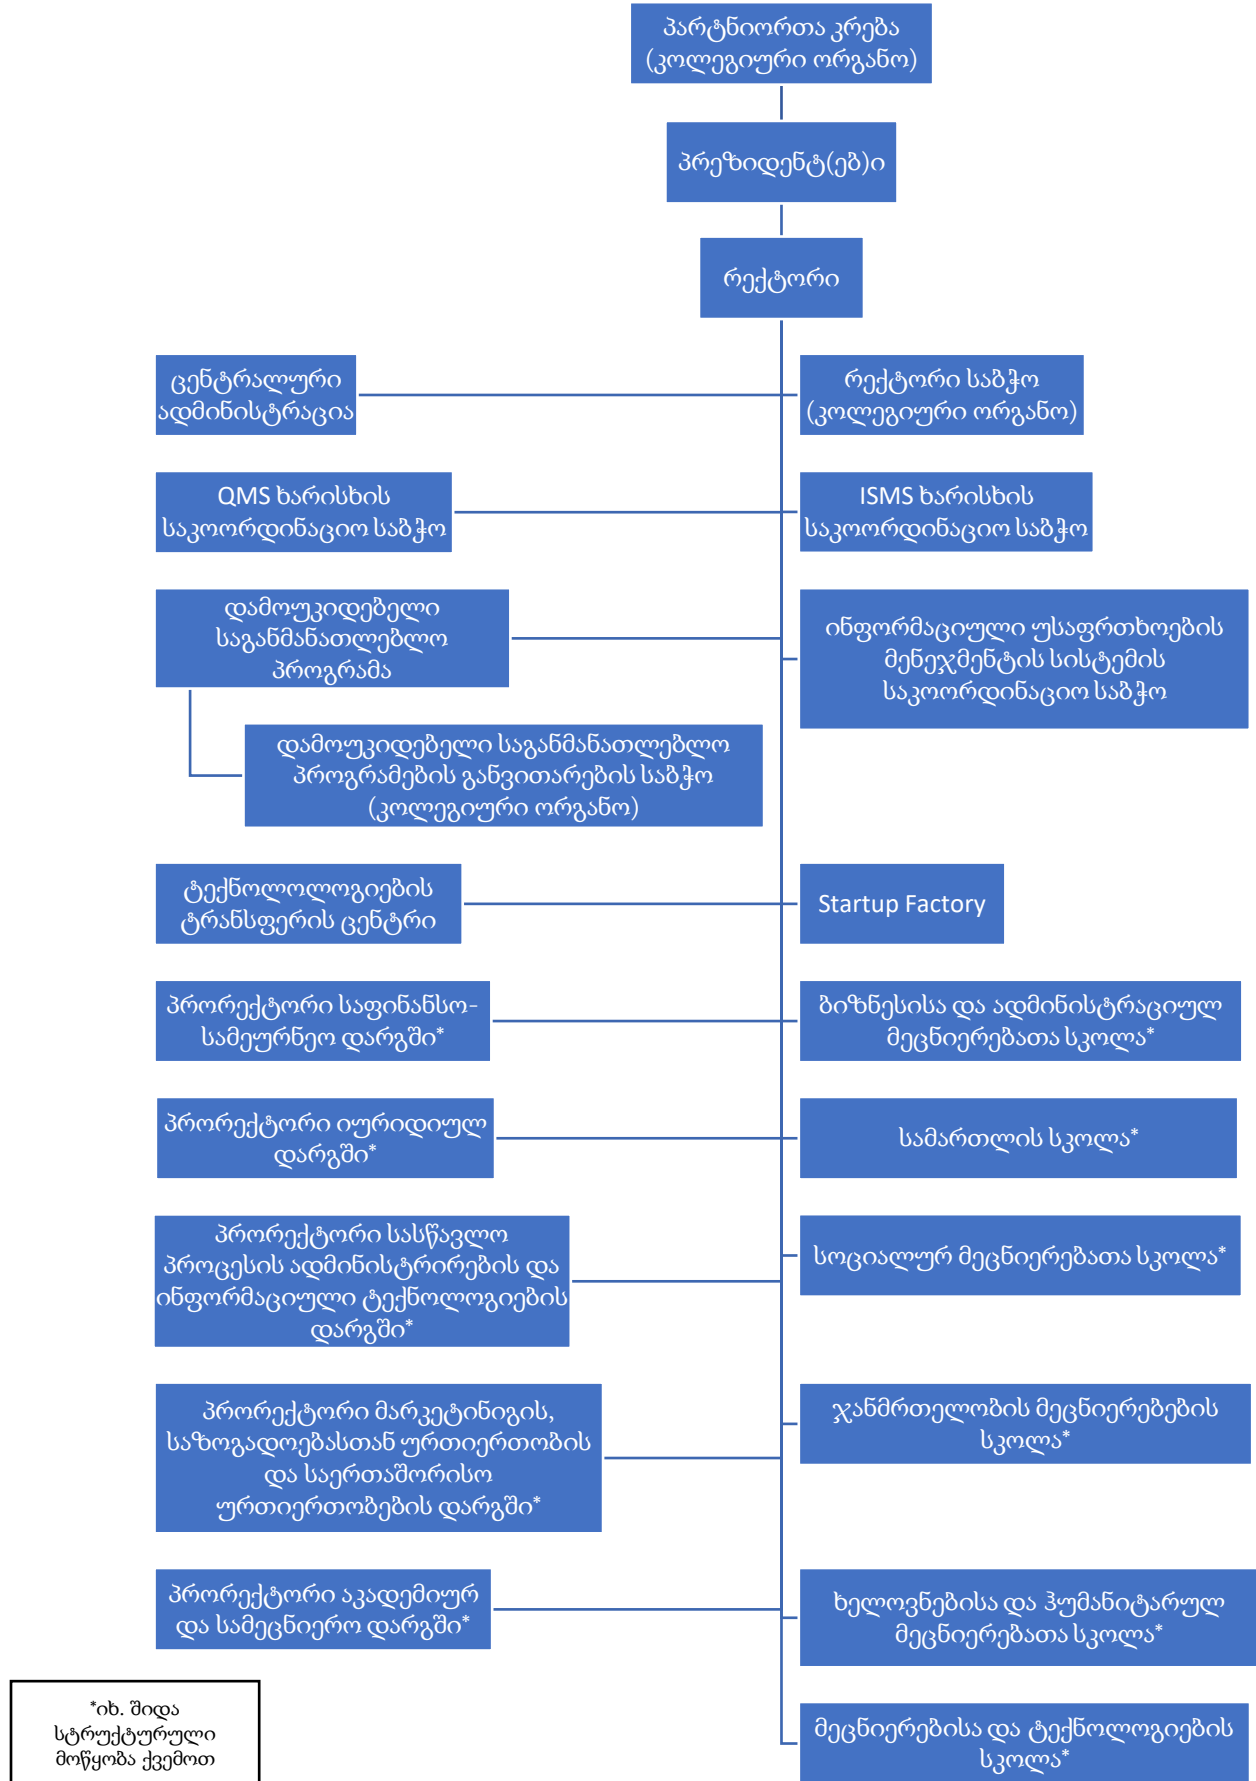 პარტნიორთა კრება
(კოლეგიური ორგანო)
პრეზიდენტ(ებ)ი
რექტორი
ცენტრალური
ადმინისტრაცია
რექტორი საბჭო
(კოლეგიური ორგანო)
QMS ხარისხის
საკოორდინაციო საბჭო
ISMS ხარისხის
საკოორდინაციო საბჭო
დამოუკიდებელი
საგანმანათლებლო
პროგრამა
ინფორმაციული უსაფრთხოების
მენეჯმენტის სისტემის
საკოორდინაციო საბჭო
დამოუკიდებელი საგანმანათლებლო
პროგრამების განვითარების საბჭო
(კოლეგიური ორგანო)
ტექნოლოლოგიების
ტრანსფერის ცენტრი
Startup Factory
პრორექტორი საფინანსო-
სამეურნეო დარგში*
ბიზნესისა და ადმინისტრაციულ
მეცნიერებათა სკოლა*
პრორექტორი იურიდიულ
დარგში*
სამართლის სკოლა*
პრორექტორი სასწავლო
პროცესის ადმინისტრირების და
ინფორმაციული ტექნოლოგიების
დარგში*
სოციალურ მეცნიერებათა სკოლა*
პრორექტორი მარკეტინიგის,
საზოგადოებასთან ურთიერთობის
და საერთაშორისო
ურთიერთობების დარგში*
ჯანმრთელობის მეცნიერებების
სკოლა*
პრორექტორი აკადემიურ
და სამეცნიერო დარგში*
ხელოვნებისა და ჰუმანიტარულ
მეცნიერებათა სკოლა*
*იხ. შიდა
სტრუქტურული
მოწყობა ქვემოთ
მეცნიერებისა და ტექნოლოგიების
სკოლა*